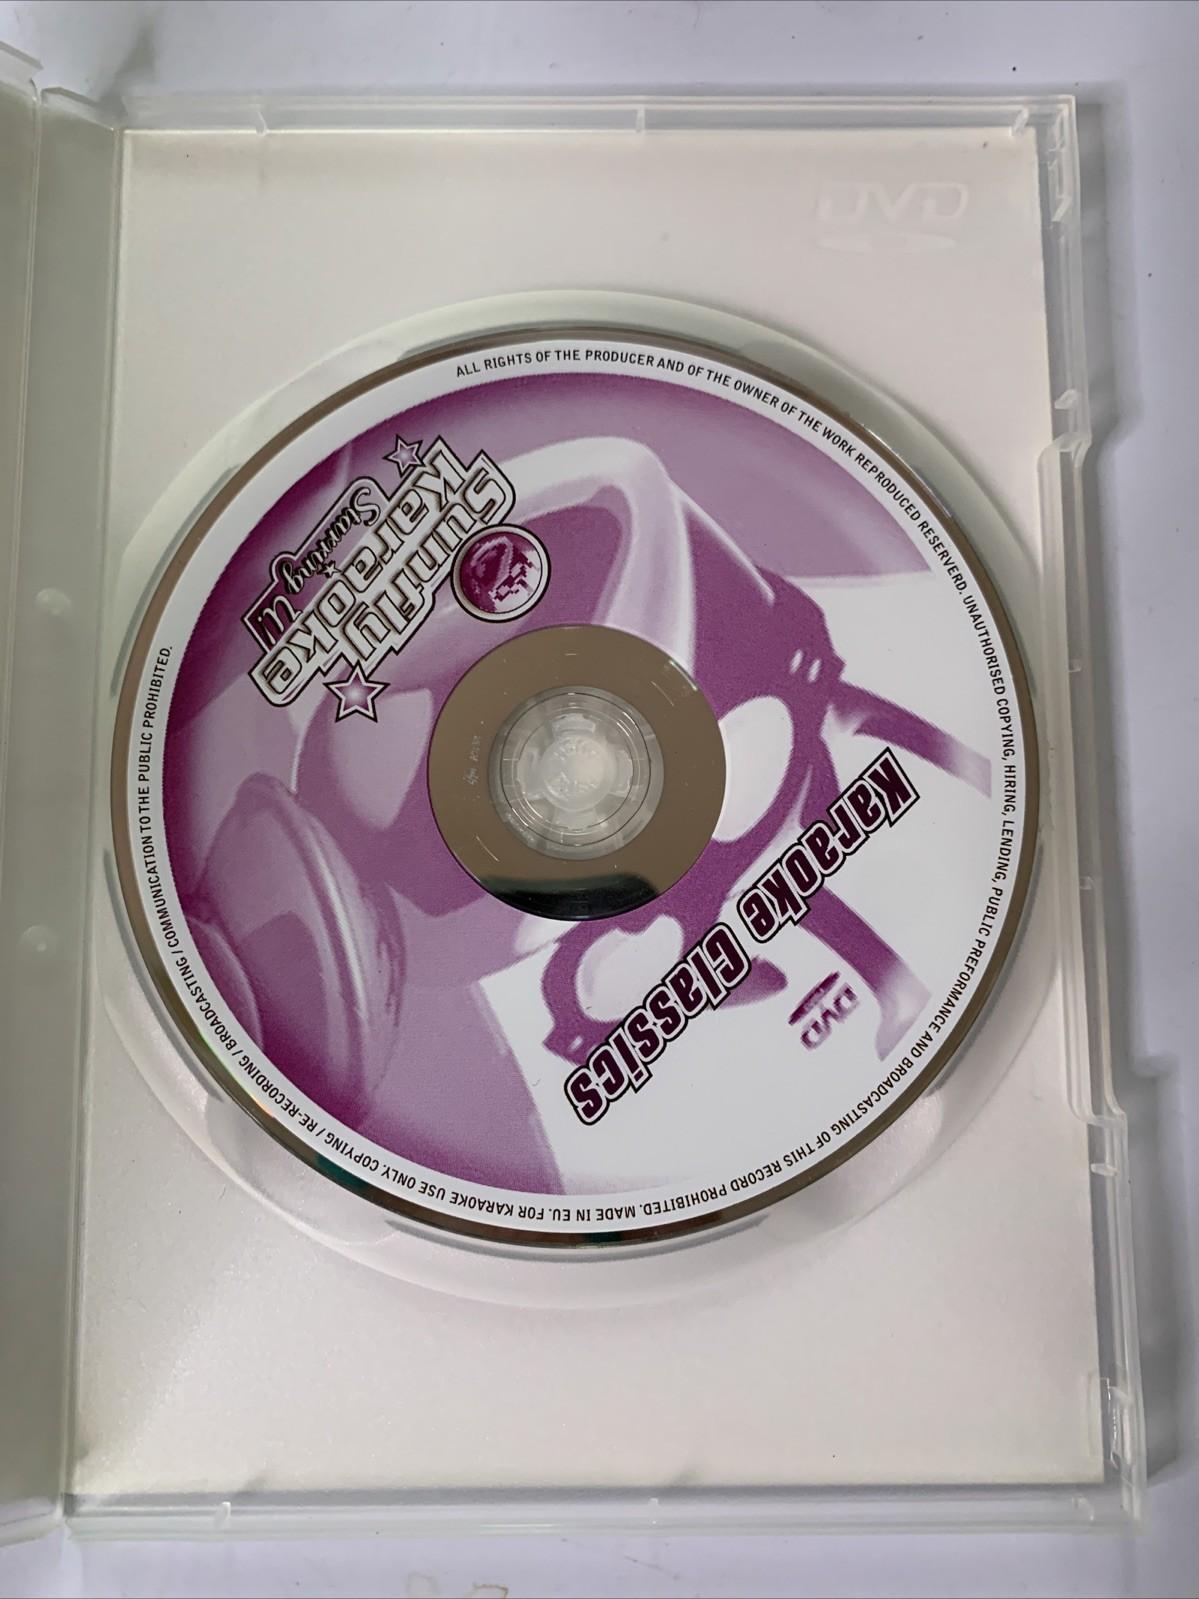 DVD
Sunfly
Karaoke
Starring U!
Karaoke Classics
DVD
ALL RIGHTS OF THE PRODUCER AND OF THE OWNER OF THE WORK REPRODUCED RESERVERD. UNAUTHORISED COPYING, HIRING, LENDING, PUBLIC PREFORMANCE AND BROADCASTING OF THIS RECORD PROHIBITED. MADE IN EU. FOR KARAOKE USE ONLY. COPYING / RE-RECORDING / BROADCASTING / COMMUNICATION TO THE PUBLIC PROHIBITED.